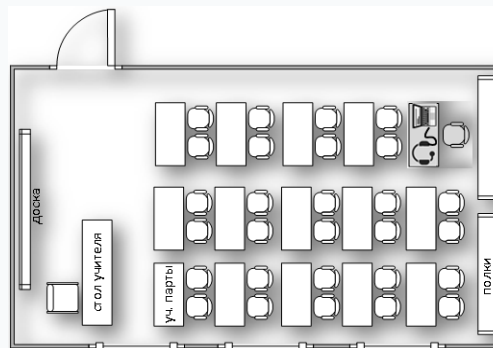 доска
стол учителя
уч. парты
полки